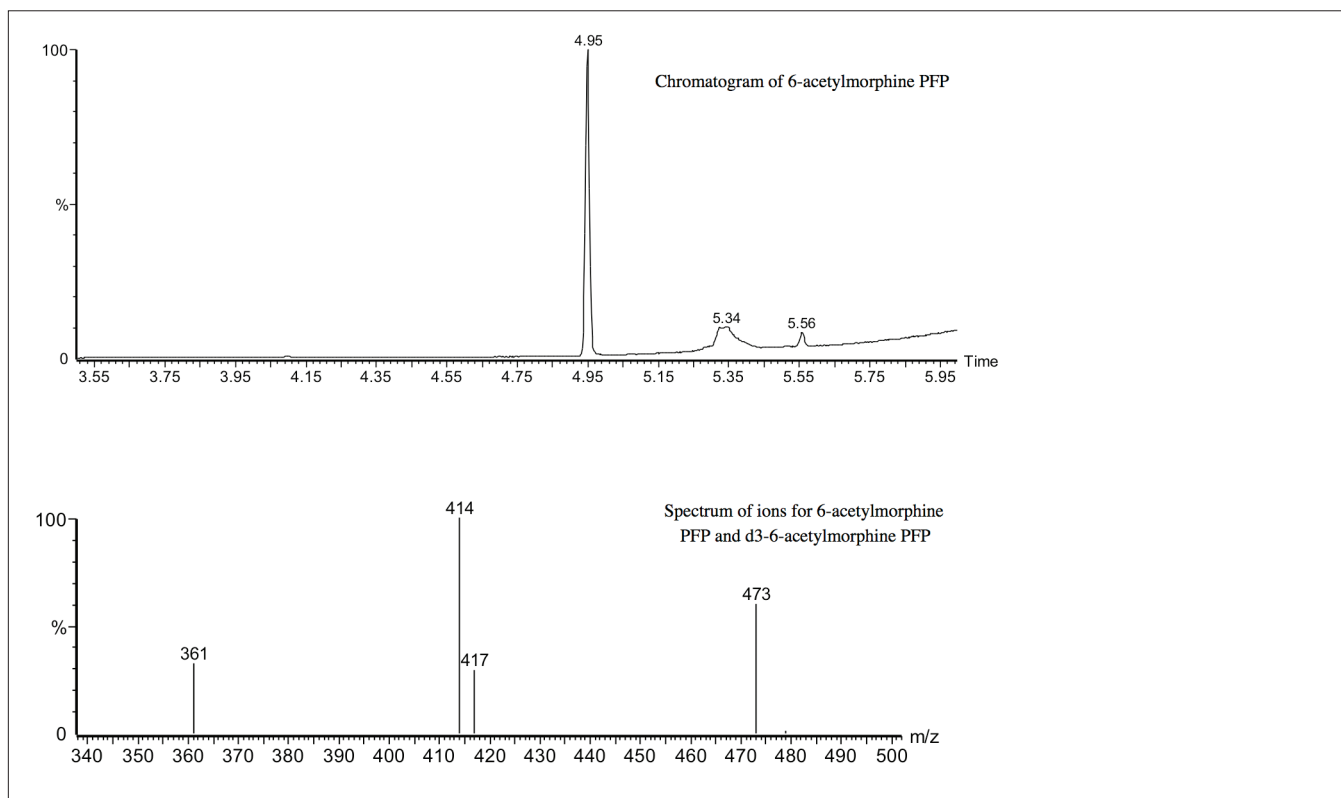 4.95
100
Chromatogram of 6-acetylmorphine PFP
%
5.34
5.56
0
Time
3.55 3.75 3.95 4.15 4.35 4.55 4.75 4.95 5.15 5.35 5.55 5.75 5.95
414
100
Spectrum of ions for 6-acetylmorphine
PFP and d3-6-acetylmorphine PFP
473
%
361
417
0
m/z
340 350 360 370 380 390 400 410 420 430 440 450 460 470 480 490 500